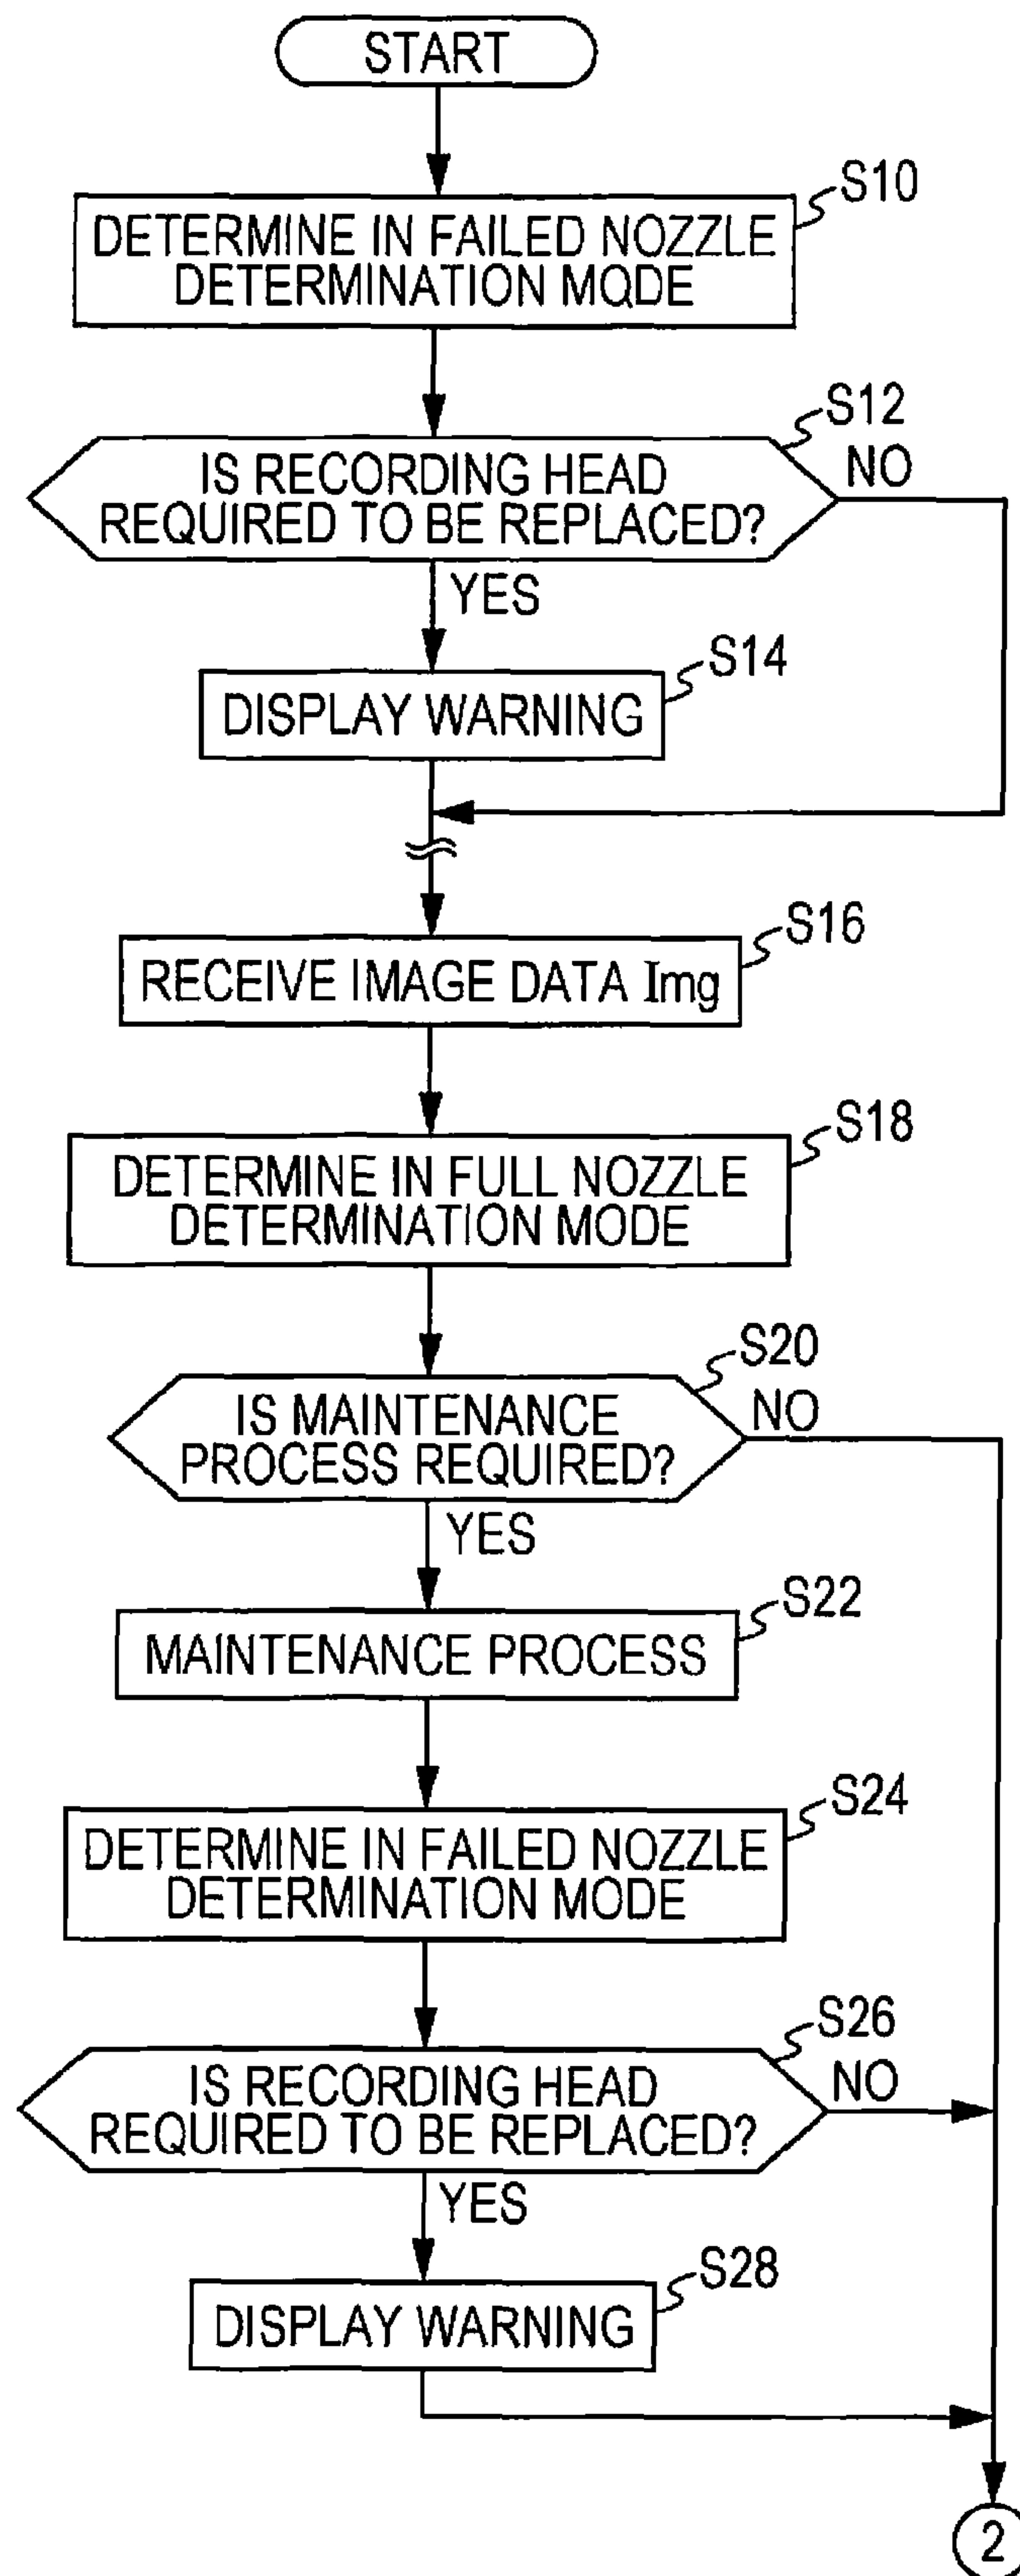 START
S10
DETERMINE IN FAILED NOZZLE
DETERMINATION MODE
S12
IS RECORDING HEAD
REQUIRED TO BE REPLACED?
NO
YES
S14
DISPLAY WARNING
S16
RECEIVE IMAGE DATA Img
S18
DETERMINE IN FULL NOZZLE
DETERMINATION MODE
S20
IS MAINTENANCE
PROCESS REQUIRED?
NO
YES
S22
MAINTENANCE PROCESS
S24
DETERMINE IN FAILED NOZZLE
DETERMINATION MODE
S26
IS RECORDING HEAD
REQUIRED TO BE REPLACED?
NO
YES
S28
DISPLAY WARNING
2